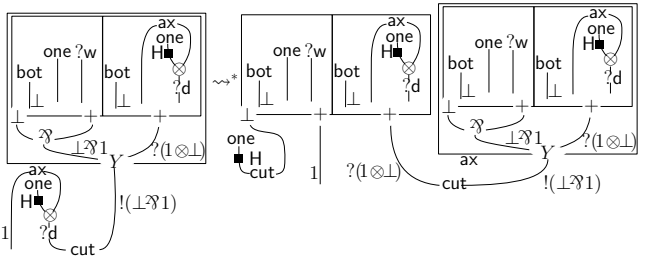 ax
one
H
one ?w
bot
bot
⊗
⊥
⊥
?d
⊥
+
+
⅋
⊥⅋1
?(1⊗⊥)
Y
ax
one
H
⊗
1
?d
!(⊥⅋1)
cut
⇝*
ax
one
H
one ?w
bot
bot
⊗
⊥
⊥
?d
⊥
+
+
one
H
cut
1
?(1⊗⊥)
cut
ax
one
H
one ?w
bot
bot
⊗
⊥
⊥
?d
⊥
+
+
⅋
⊥⅋1
?(1⊗⊥)
Y
ax
!(⊥⅋1)